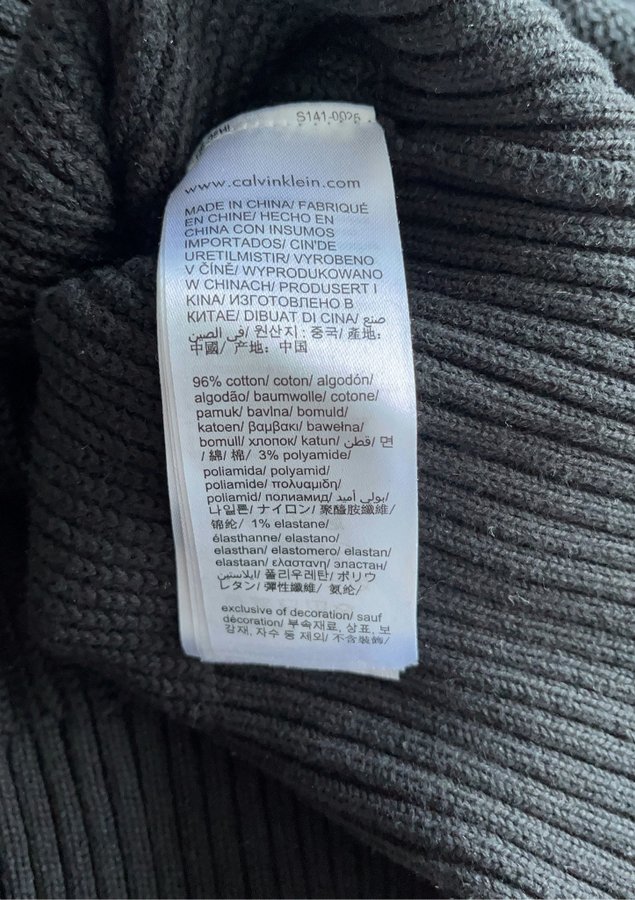 S141-0025
www.calvinklein.com
MADE IN CHINA/ FABRIQUÉ
EN CHINE/ HECHO EN
CHINA CON INSUMOS
IMPORTADOS/ CIN'DE
URETILMISTIR/ VYROBENO
V ČÍNĚ/ WYPRODUKOWANO
W CHINACH/ PRODUSERT I
KINA/ ИЗГОТОВЛЕНО В
КИТАЕ/ DIBUAT DI CINA/ صنع
في الصين/ 원산지 : 중국/ 產地:
中國/ 产地: 中国
96% cotton/ coton/ algodón/
algodão/ baumwolle/ cotone/
pamuk/ bavlna/ bomuld/
katoen/ βαμβακι/ bawełna/
bomull/ хлопок/ katun/ قطن/ 면
/ 綿/ 棉/ 3% polyamide/
poliamida/ polyamid/
poliamide/ πολυαμιδη/
poliamid/ полиамид/ بولي أميد/
나일론/ ナイロン/ 聚醯胺纖維/
锦纶/ 1% elastane/
élasthanne/ elastano/
elasthan/ elastomero/ elastan/
elastaan/ ελαστανη/ эластан/
ايلاستين/ 폴리우레탄/ ポリウ
レタン/ 彈性纖維/ 氨纶/
exclusive of decoration/ sauf
décoration/ 부속재료, 상표, 보
강재, 자수 등 제외/ 不含裝飾/